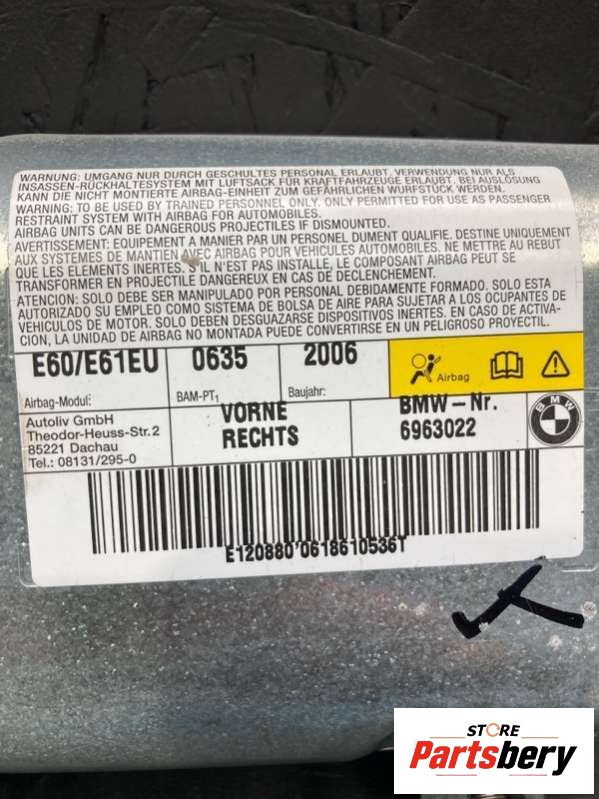 WARNUNG: UMGANG NUR DURCH GESCHULTES PERSONAL ERLAUBT. VERWENDUNG NUR ALS
INSASSEN-RÜCKHALTESYSTEM MIT LUFTSACK FÜR KRAFTFAHRZEUGE ERLAUBT. BEI AUSLÖSUNG
KANN DIE NICHT MONTIERTE AIRBAG-EINHEIT ZUM GEFÄHRLICHEN WURFSTÜCK WERDEN.
WARNING: TO BE USED BY TRAINED PERSONNEL ONLY. ONLY PERMITTED FOR USE AS PASSENGER
RESTRAINT SYSTEM WITH AIRBAG FOR AUTOMOBILES.
AIRBAG UNITS CAN BE DANGEROUS PROJECTILES IF DISMOUNTED.
AVERTISSEMENT: EQUIPEMENT A MANIER PAR UN PERSONEL DUMENT QUALIFIE, DESTINE UNIQUEMENT
AUX SYSTEMES DE MANTIEN AVEC AIRBAG POUR VEHICULES AUTOMOBILES. NE METTRE AU REBUT
QUE LES ELEMENTS INERTES. S'IL N'EST PAS INSTALLE, LE COMPOSANT AIRBAG PEUT SE
TRANSFORMER EN PROJECTILE DANGEREUX EN CAS DE DECLENCHEMENT.
ATENCION: SOLO DEBE SER MANIPULADO POR PERSONAL DEBIDAMENTE FORMADO. SOLO ESTA
AUTORIZADO SU EMPLEO COMO SISTEMA DE BOLSA DE AIRE PARA SUJETAR A LOS OCUPANTES DE
VEHICULOS DE MOTOR. SOLO DEBEN DESGUAZARSE DISPOSITIVOS INERTES. EN CASO DE ACTIVA-
CION, LA UNIDAD DE AIRBAG NO MONTADA PUEDE CONVERTIRSE EN UN PELIGROSO PROYECTIL.
E60/E61EU 0635 2006
Airbag-Modul: BAM-PT1 Baujahr: Airbag
Autoliv GmbH
Theodor-Heuss-Str.2
85221 Dachau
Tel.: 08131/295-0
VORNE
RECHTS
BMW-Nr.
6963022
BMW
E120880'0618610536T
STORE
Partsbery